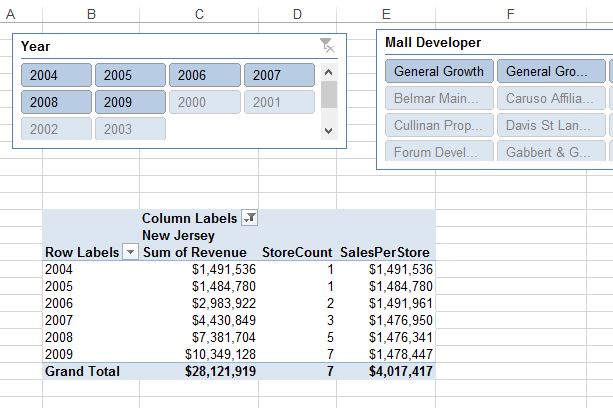 A B C D E F
Year
2004 2005 2006 2007
2008 2009 2000 2001
2002 2003
Mall Developer
General Growth General Gro...
Belmar Main... Caruso Affilia...
Cullinan Prop... Davis St Lan...
Forum Devel... Gabbert & G...
Column Labels
New Jersey
Row Labels Sum of Revenue StoreCount SalesPerStore
2004 $1,491,536 1 $1,491,536
2005 $1,484,780 1 $1,484,780
2006 $2,983,922 2 $1,491,961
2007 $4,430,849 3 $1,476,950
2008 $7,381,704 5 $1,476,341
2009 $10,349,128 7 $1,478,447
Grand Total $28,121,919 7 $4,017,417